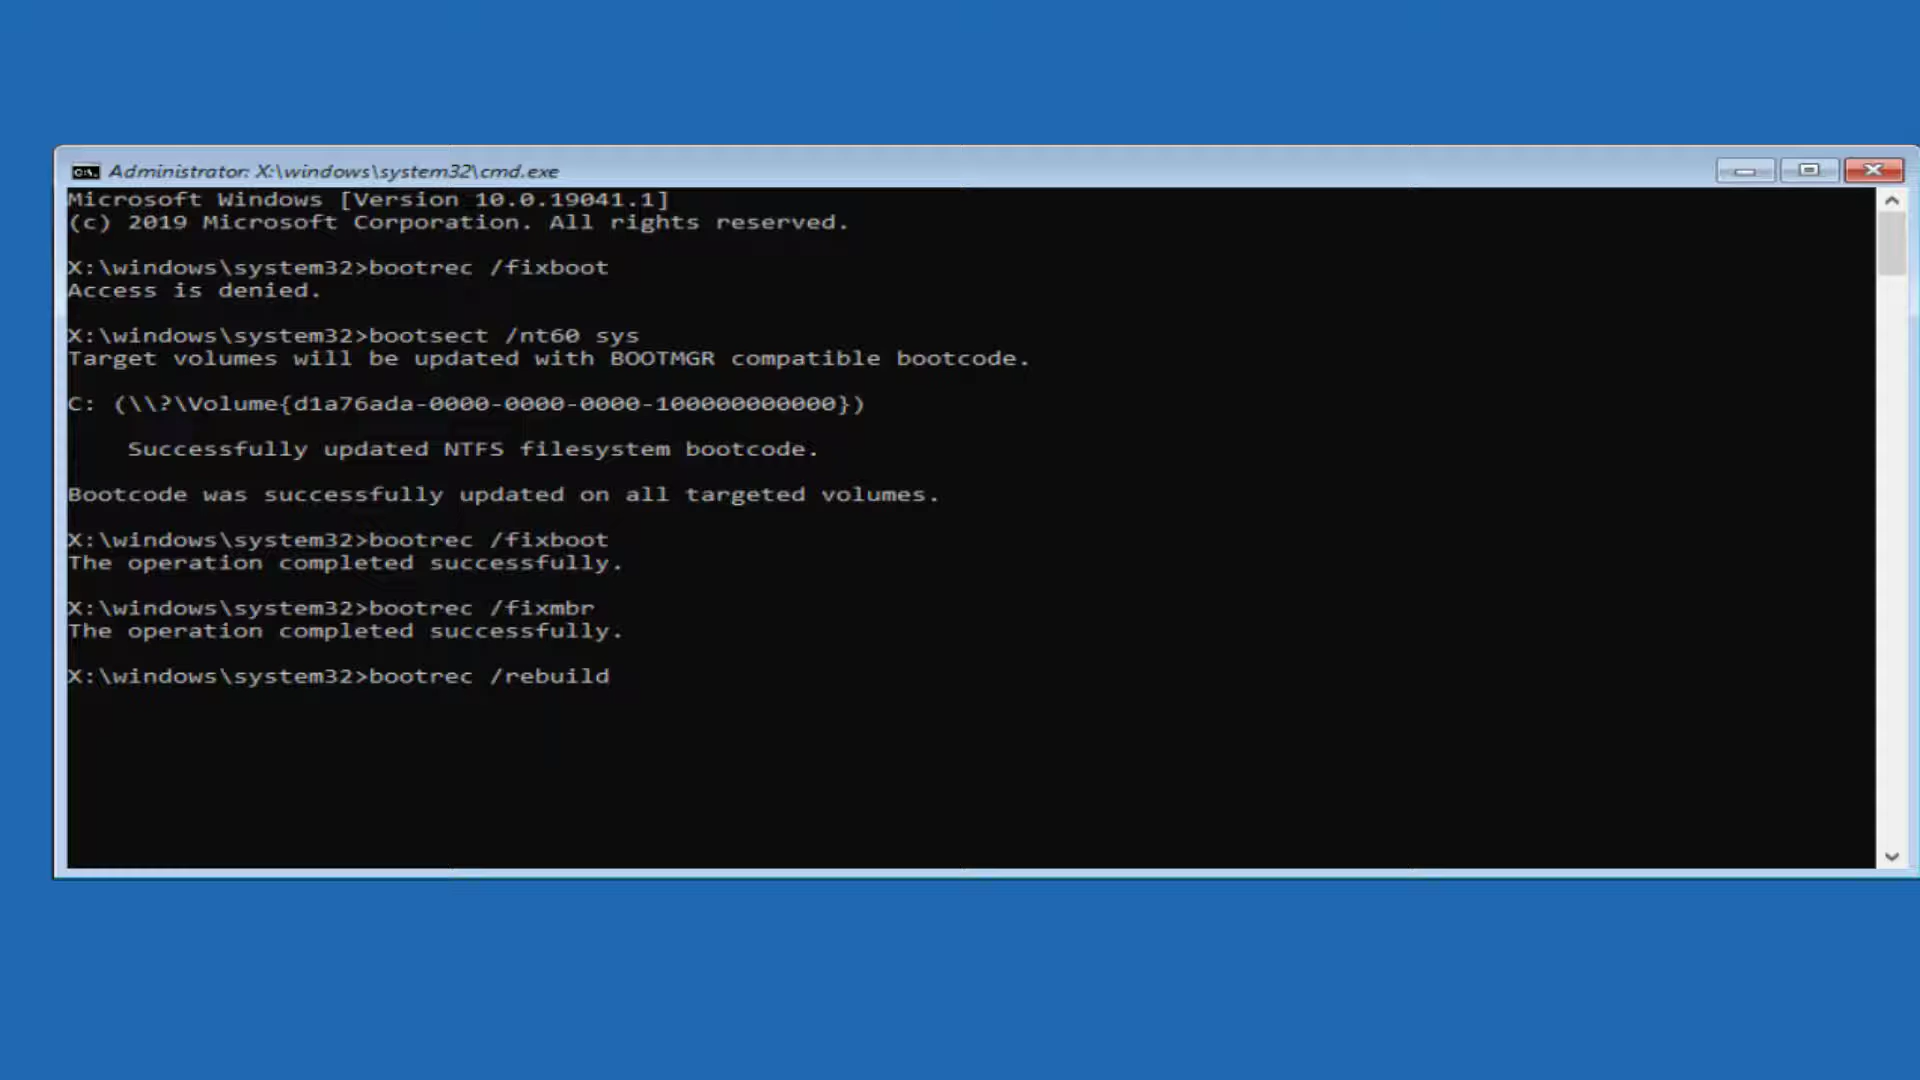 Administrator: X:\windows\system32\cmd.exe
Microsoft Windows [Version 10.0.19041.1]
(c) 2019 Microsoft Corporation. All rights reserved.
X:\windows\system32>bootrec /fixboot
Access is denied.
X:\windows\system32>bootsect /nt60 sys
Target volumes will be updated with BOOTMGR compatible bootcode.
C: (\\?\Volume{d1a76ada-0000-0000-0000-100000000000})
Successfully updated NTFS filesystem bootcode.
Bootcode was successfully updated on all targeted volumes.
X:\windows\system32>bootrec /fixboot
The operation completed successfully.
X:\windows\system32>bootrec /fixmbr
The operation completed successfully.
X:\windows\system32>bootrec /rebuild